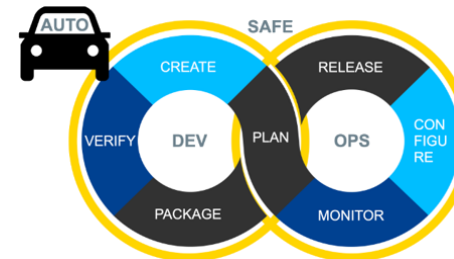 AUTO
SAFE
CREATE
RELEASE
VERIFY
DEV
PLAN
OPS
CON
FIGU
RE
PACKAGE
MONITOR